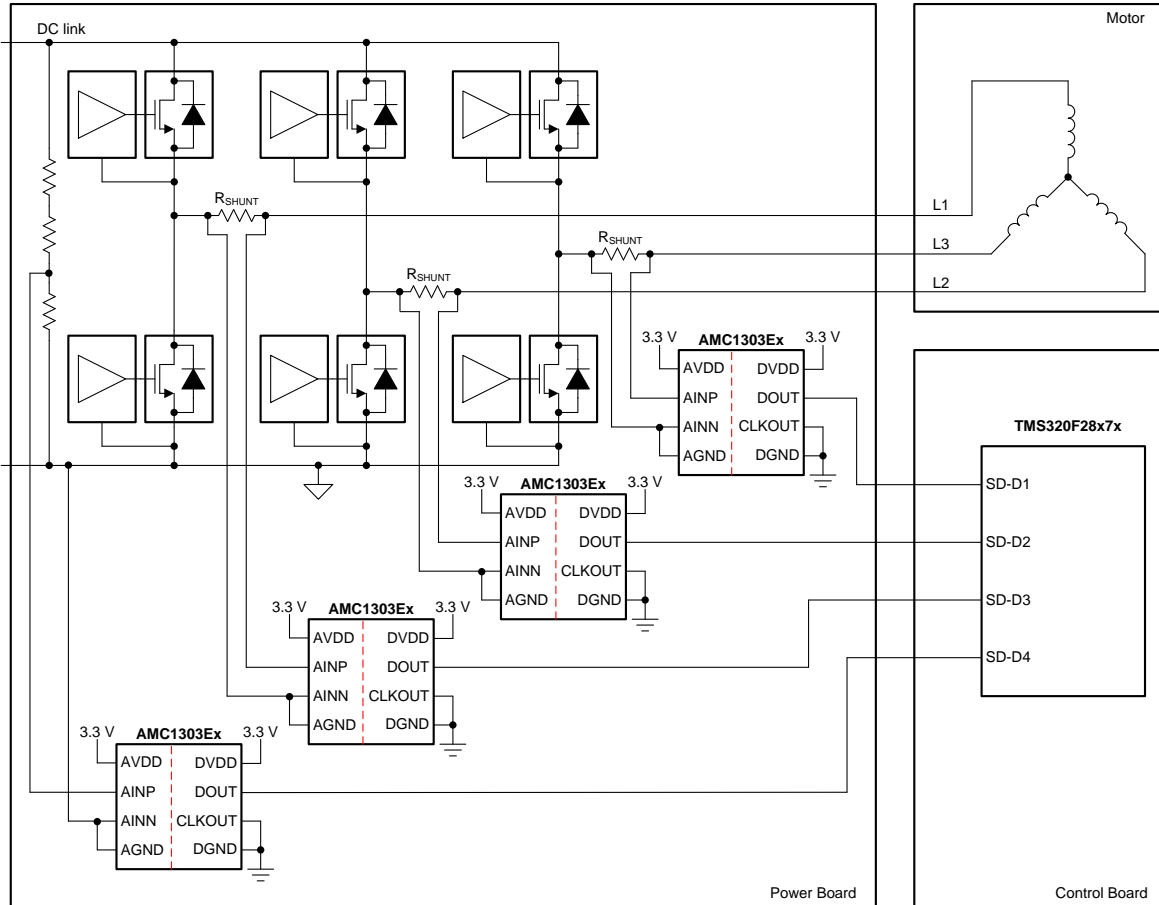 DC link
Motor
R_SHUNT
L1
R_SHUNT
L3
R_SHUNT
L2
3.3 V
AMC1303Ex
3.3 V
AVDD
DVDD
AINP
DOUT
AINN
CLKOUT
AGND
DGND
TMS320F28x7x
SD-D1
SD-D2
SD-D3
SD-D4
3.3 V
AMC1303Ex
3.3 V
AVDD
DVDD
AINP
DOUT
AINN
CLKOUT
AGND
DGND
3.3 V
AMC1303Ex
3.3 V
AVDD
DVDD
AINP
DOUT
AINN
CLKOUT
AGND
DGND
3.3 V
AMC1303Ex
3.3 V
AVDD
DVDD
AINP
DOUT
AINN
CLKOUT
AGND
DGND
Power Board
Control Board